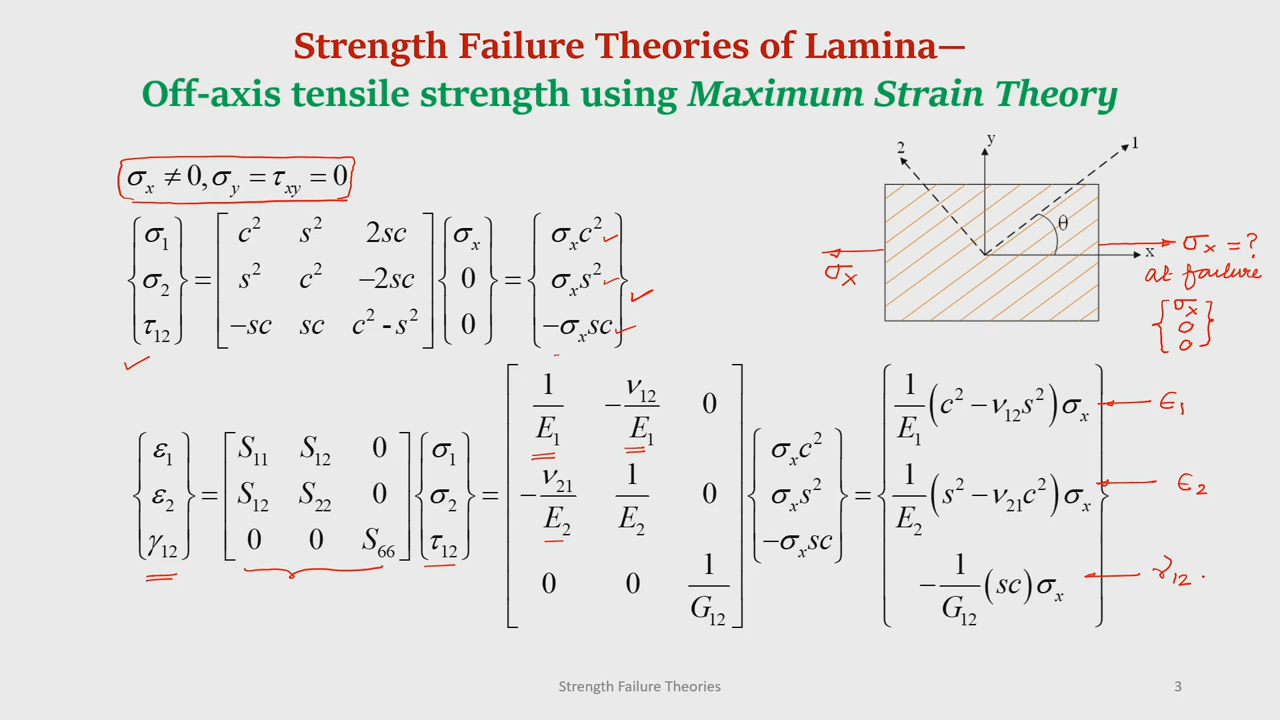 Strength Failure Theories of Lamina—
Off-axis tensile strength using Maximum Strain Theory
σx ≠ 0, σy = τxy = 0
{σ1 σ2 τ12} = [c² s² 2sc; s² c² −2sc; −sc sc c² - s²] {σx 0 0} = {σx c² σx s² −σx sc}
2 y 1
θ
x
σx
σx = ?
at failure
{σx 0 0}
{ε1 ε2 γ12} = [S11 S12 0; S12 S22 0; 0 0 S66] {σ1 σ2 τ12} = [1/E1 −ν12/E1 0; −ν21/E2 1/E2 0; 0 0 1/G12] {σx c² σx s² −σx sc} = {1/E1 (c² − ν12 s²) σx; 1/E2 (s² − ν21 c²) σx; −1/G12 (sc) σx}
ϵ1
ϵ2
γ12
Strength Failure Theories
3